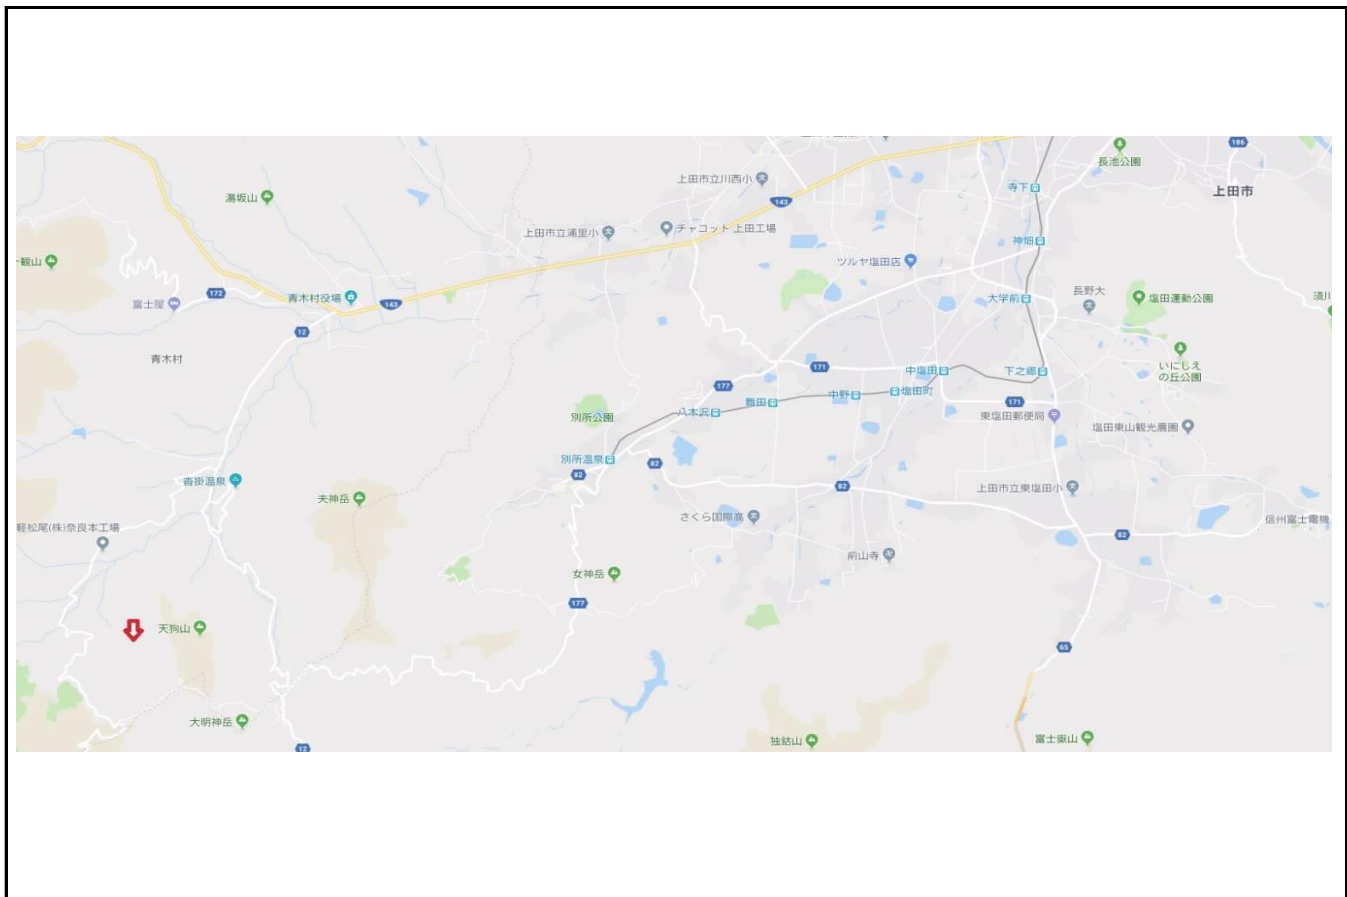 185
長池公園
上田市立川西小
上田市
寺下
湯坂山
143
上田市立浦里小
チャコット 上田工場
神畑
観山
ツルヤ塩田店
長野大
172
青木村役場
143
富士屋
大学前
塩田運動公園
須川
12
青木村
いにしえ
の丘公園
171
中塩田
下之郷
177
塩田町
中野
舞田
171
八木沢
別所公園
東塩田郵便局
塩田東山観光農園
別所温泉
82
82
沓掛温泉
82
上田市立東塩田小
夫神岳
さくら国際高
信州富士電機
軽松尾(株)奈良本工場
82
前山寺
女神岳
177
天狗山
65
大明神岳
独鈷山
富士嶽山
12